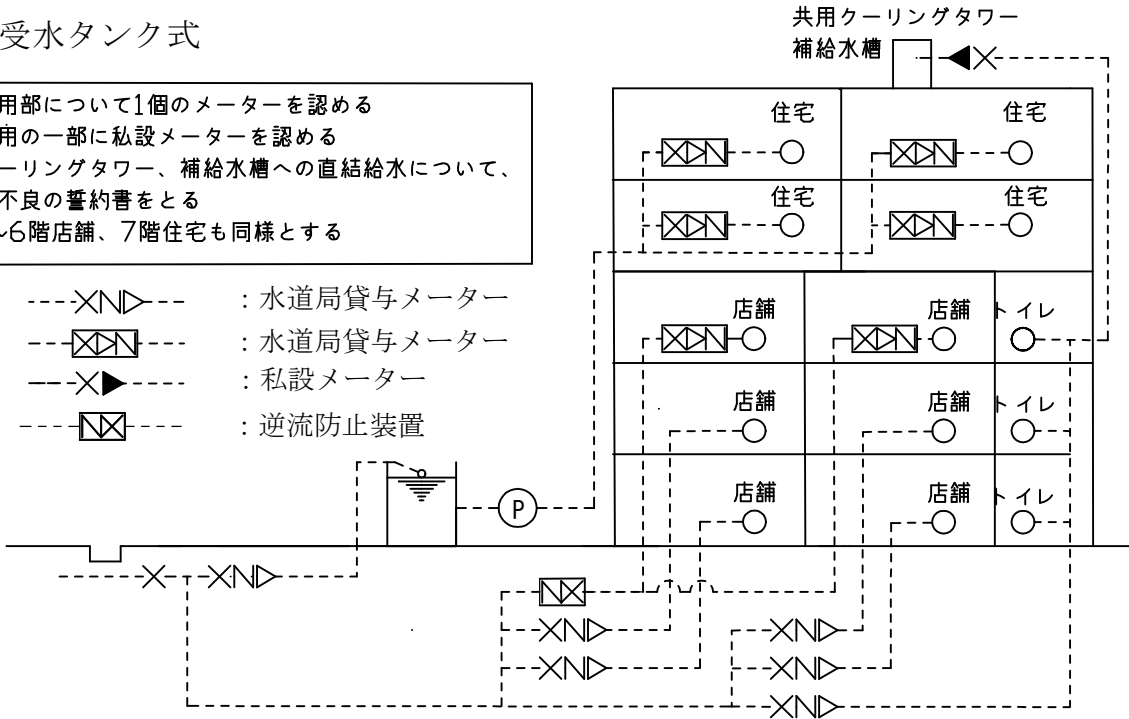 受水タンク式
共用クーリングタワー
補給水槽
用部について1個のメーターを認める
用の一部に私設メーターを認める
ーリングタワー、補給水槽への直結給水について、
不良の誓約書をとる
~6階店舗、7階住宅も同様とする
:水道局貸与メーター
:水道局貸与メーター
:私設メーター
:逆流防止装置
住宅
住宅
住宅
住宅
店舗
店舗
トイレ
店舗
店舗
トイレ
店舗
店舗
トイレ
P